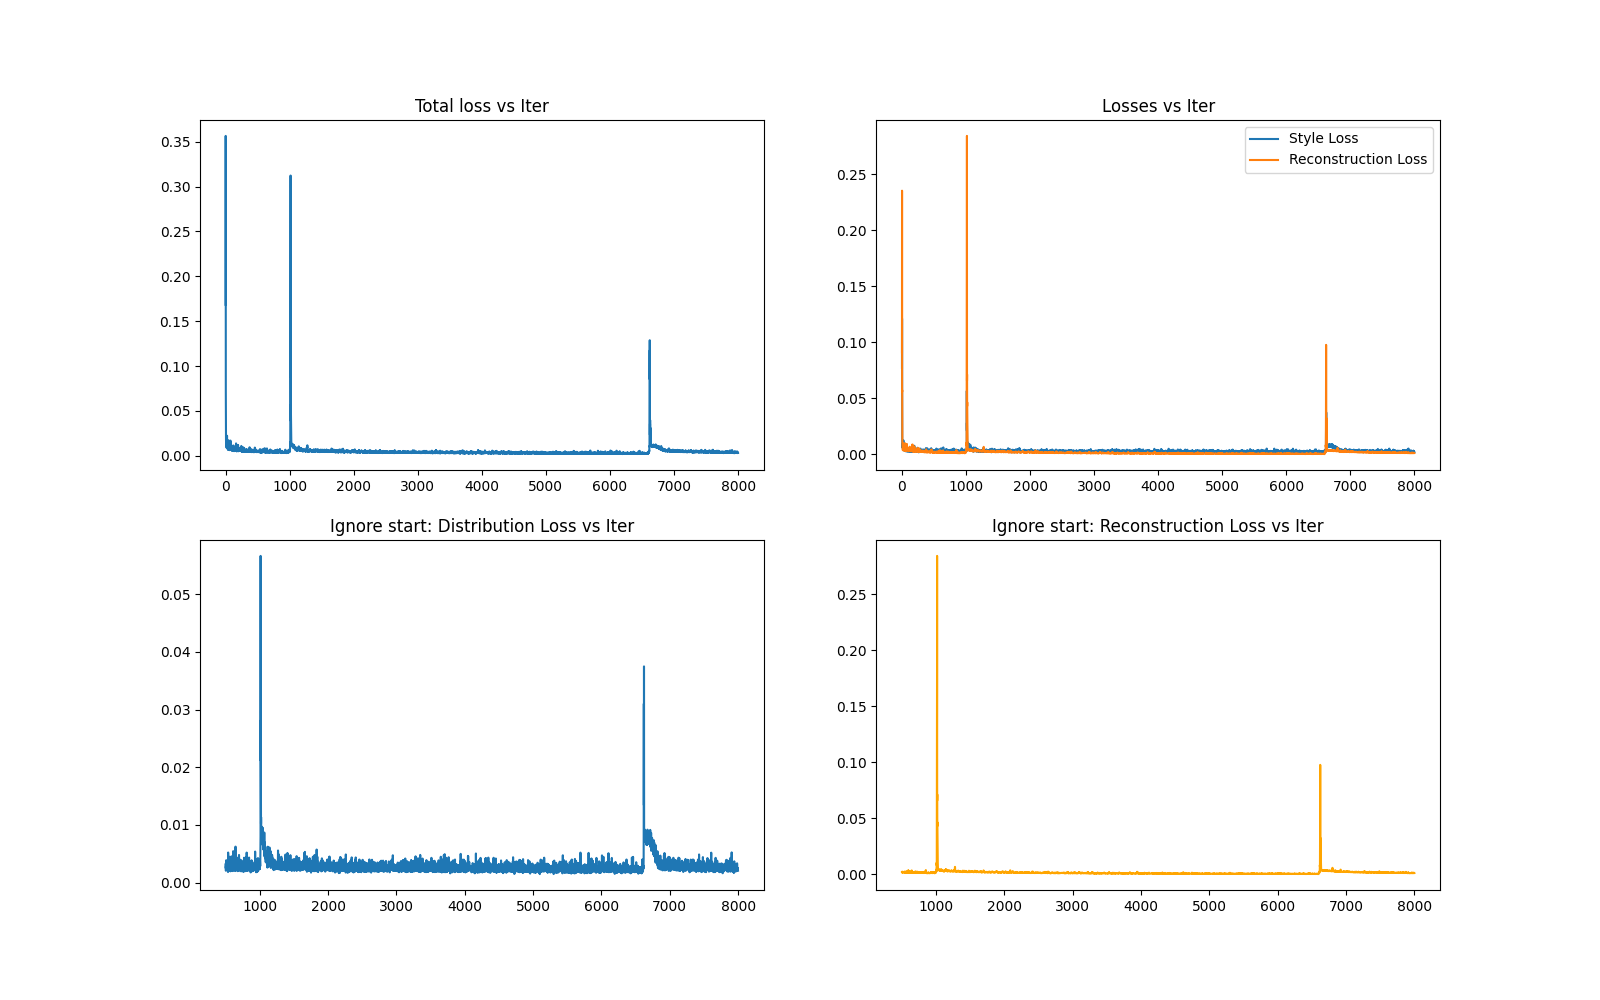 Total loss vs Iter
0.35
0.30
0.25
0.20
0.15
0.10
0.05
0.00
0 1000 2000 3000 4000 5000 6000 7000 8000
Losses vs Iter
Style Loss
Reconstruction Loss
0.25
0.20
0.15
0.10
0.05
0.00
0 1000 2000 3000 4000 5000 6000 7000 8000
Ignore start: Distribution Loss vs Iter
0.05
0.04
0.03
0.02
0.01
0.00
1000 2000 3000 4000 5000 6000 7000 8000
Ignore start: Reconstruction Loss vs Iter
0.25
0.20
0.15
0.10
0.05
0.00
1000 2000 3000 4000 5000 6000 7000 8000